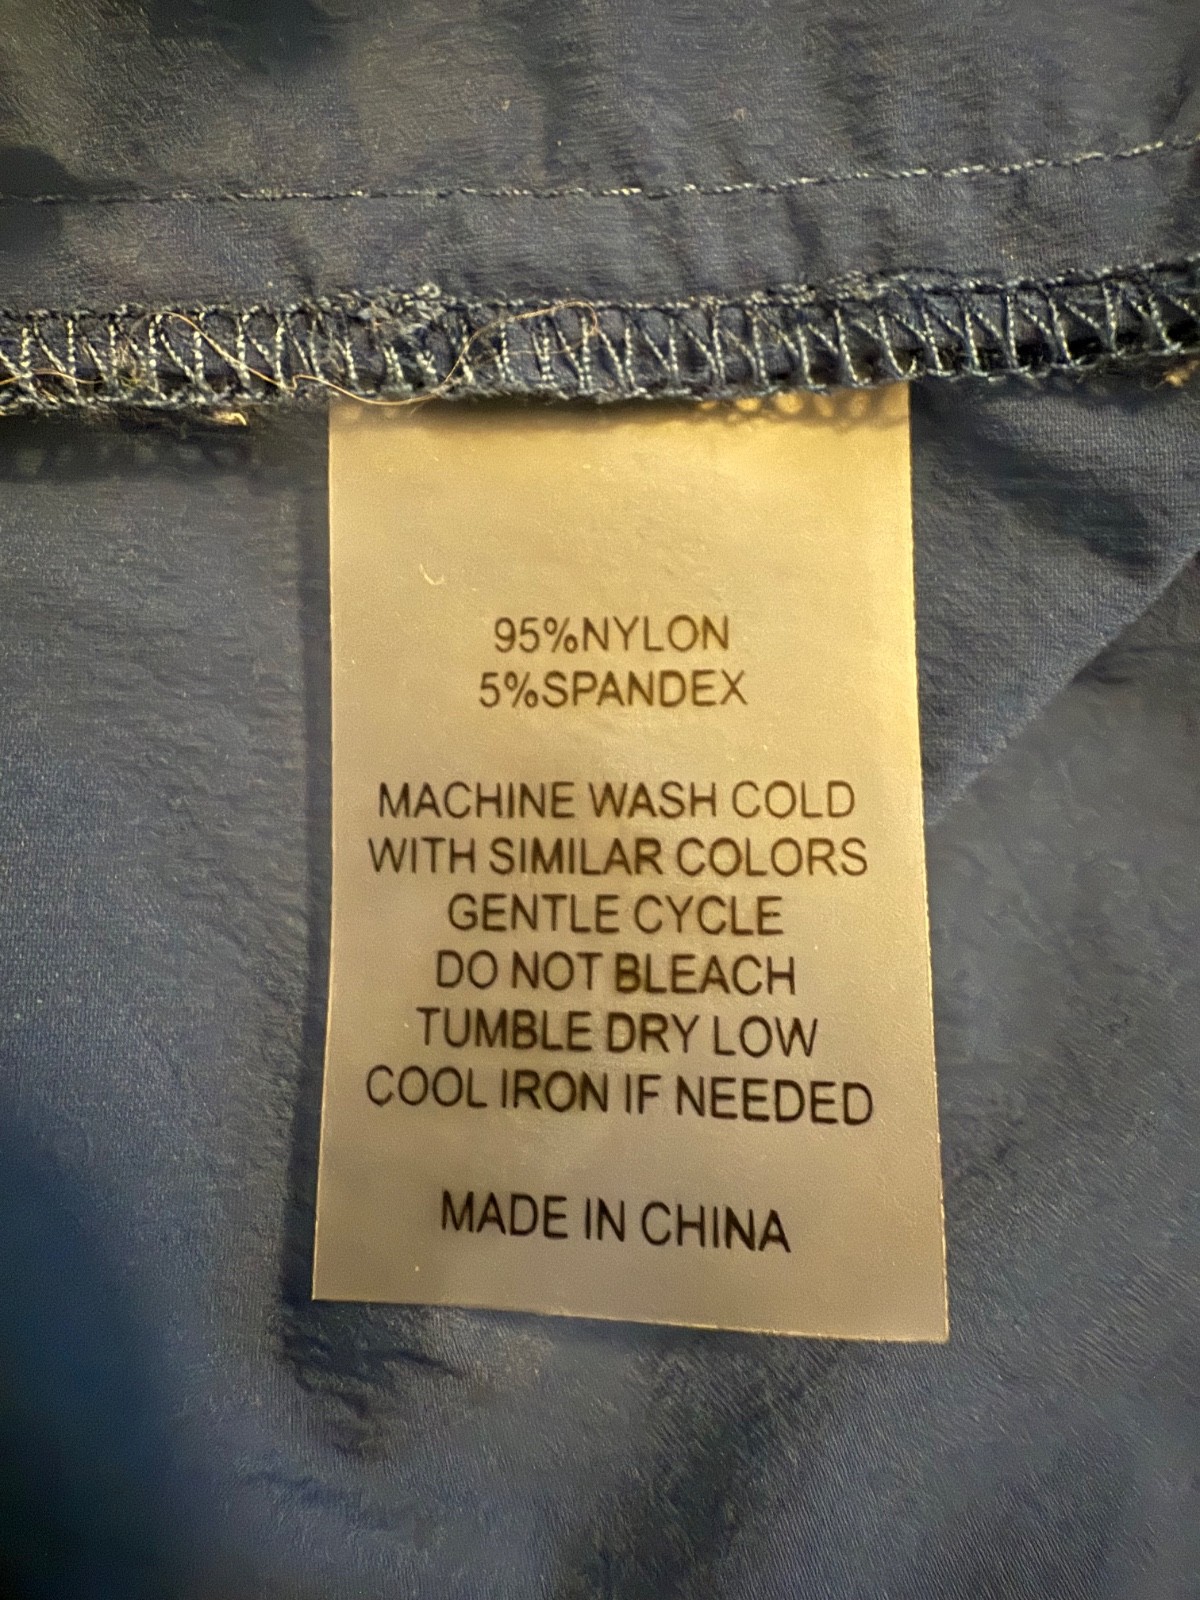 95%NYLON
5%SPANDEX
MACHINE WASH COLD
WITH SIMILAR COLORS
GENTLE CYCLE
DO NOT BLEACH
TUMBLE DRY LOW
COOL IRON IF NEEDED
MADE IN CHINA